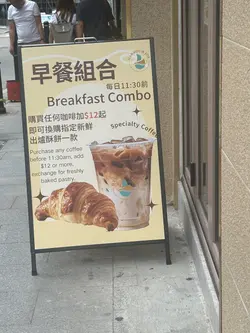 早餐組合
每日11:30前
Breakfast Combo
購買任何咖啡加$12起
即可換購指定新鮮
出爐酥餅一款
Specialty Coffee
Purchase any coffee
before 11:30am, add
$12 or more,
exchange for freshly
baked pastry.